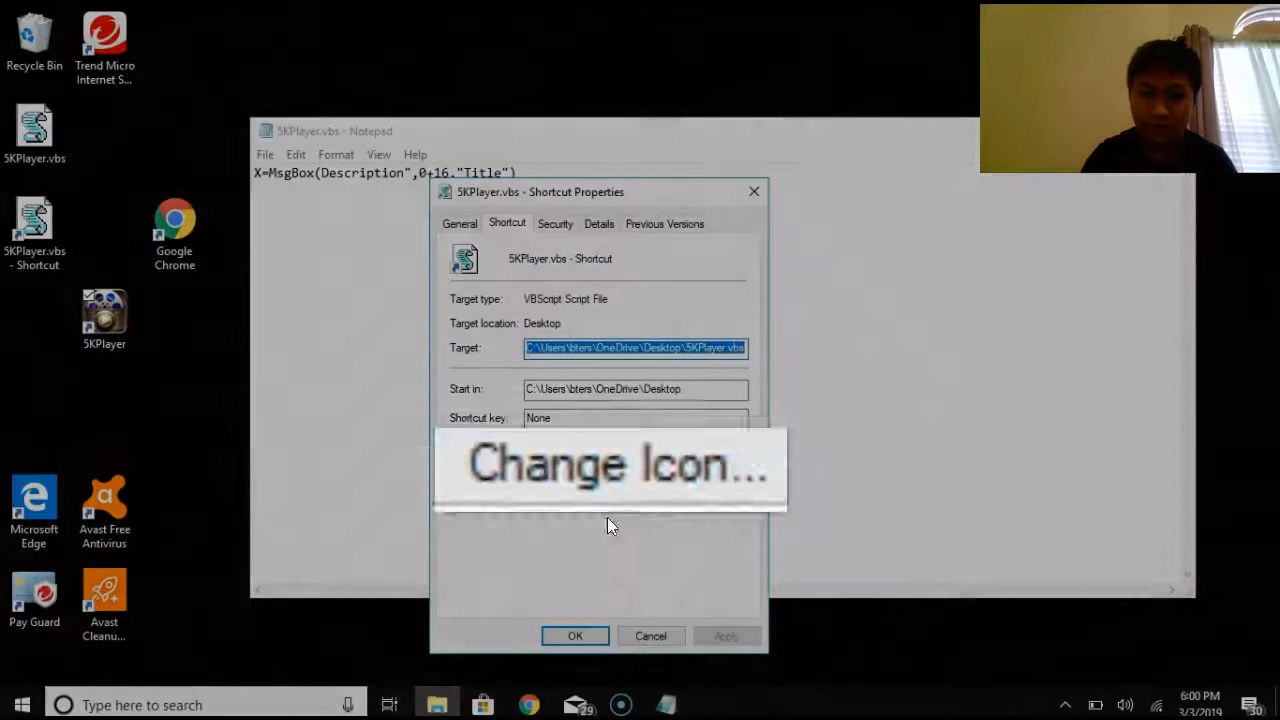 Recycle Bin
Trend Micro
Internet S...
5KPlayer.vbs
5KPlayer.vbs
- Shortcut
Google
Chrome
5KPlayer
Microsoft
Edge
Avast Free
Antivirus
Pay Guard
Avast
Cleanu...
5KPlayer.vbs - Notepad
File Edit Format View Help
X=MsgBox(Description",0+16."Title")
5KPlayer.vbs - Shortcut Properties
General Shortcut Security Details Previous Versions
5KPlayer.vbs - Shortcut
Target type: VBScript Script File
Target location: Desktop
Target: C:\Users\bters\OneDrive\Desktop\5KPlayer.vbs
Start in: C:\Users\bters\OneDrive\Desktop
Shortcut key: None
Change Icon...
OK Cancel Apply
Type here to search
29
6:00 PM
3/3/2019
30